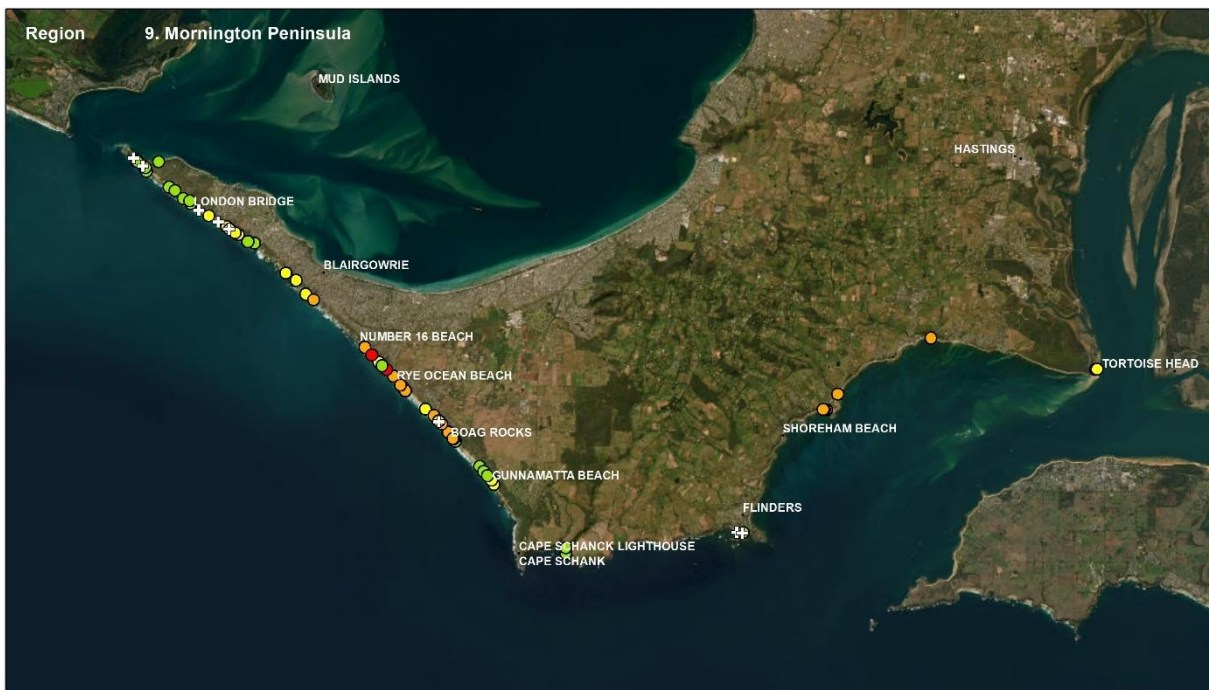 Region 9. Mornington Peninsula
MUD ISLANDS
HASTINGS
LONDON BRIDGE
BLAIRGOWRIE
NUMBER 16 BEACH
TORTOISE HEAD
RYE OCEAN BEACH
SHOREHAM BEACH
BOAG ROCKS
GUNNAMATTA BEACH
FLINDERS
CAPE SCHANCK LIGHTHOUSE
CAPE SCHANK